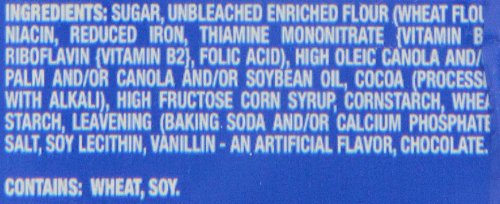 INGREDIENTS: SUGAR, UNBLEACHED ENRICHED FLOUR (WHEAT FLOU
NIACIN, REDUCED IRON, THIAMINE MONONITRATE {VITAMIN B
RIBOFLAVIN {VITAMIN B2}, FOLIC ACID), HIGH OLEIC CANOLA AND/
PALM AND/OR CANOLA AND/OR SOYBEAN OIL, COCOA (PROCESS
WITH ALKALI), HIGH FRUCTOSE CORN SYRUP, CORNSTARCH, WHEA
STARCH, LEAVENING (BAKING SODA AND/OR CALCIUM PHOSPHATE
SALT, SOY LECITHIN, VANILLIN - AN ARTIFICIAL FLAVOR, CHOCOLATE.
CONTAINS: WHEAT, SOY.